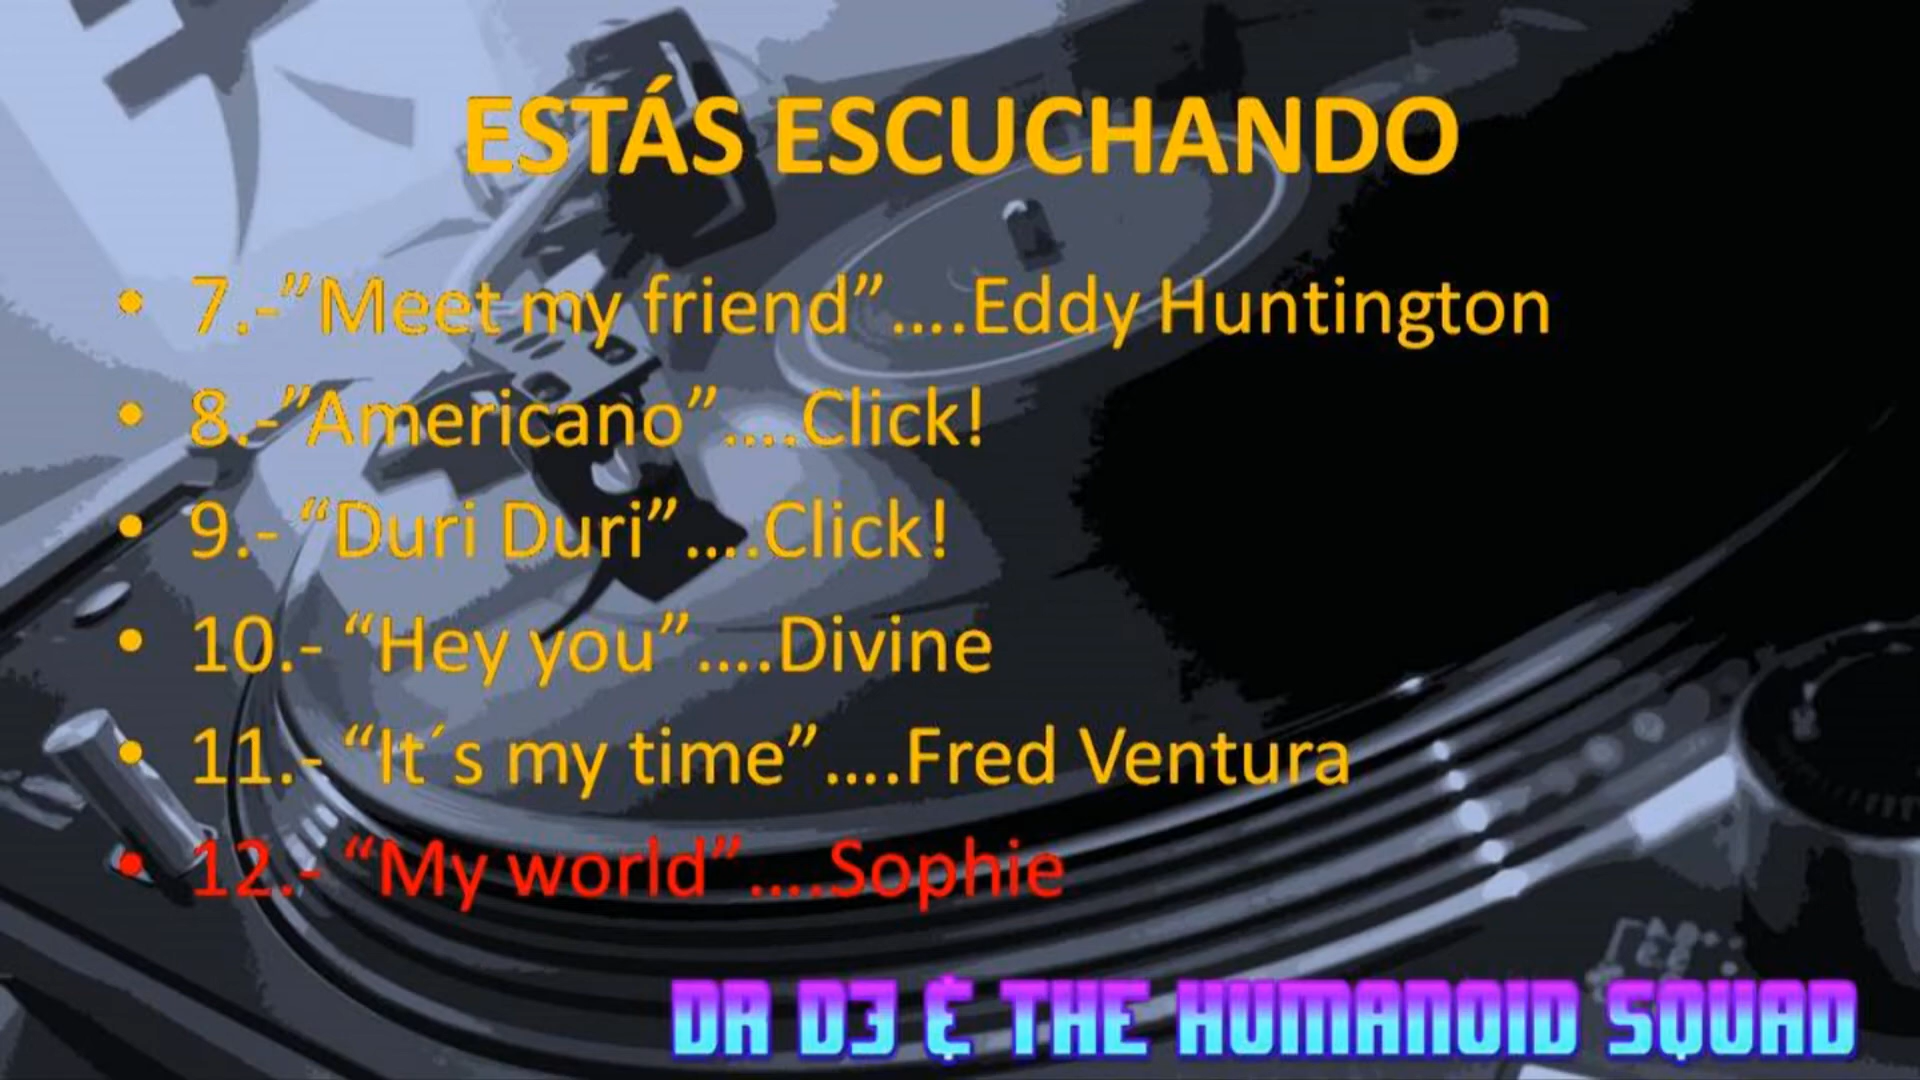 ESTÁS ESCUCHANDO
• 7.-”Meet my friend”….Eddy Huntington
• 8.-”Americano”….Click!
• 9.- “Duri Duri”….Click!
• 10.- “Hey you”….Divine
• 11.- “It´s my time”….Fred Ventura
• 12.- “My world”….Sophie
DR DJ & THE HUMANOID SQUAD